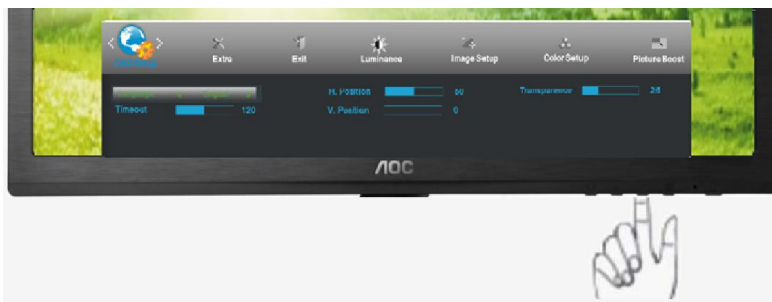 Extra Exit Luminance Image Setup Color Setup Picture Boost
H. Position 50 Transparence 25
Timeout 120 V. Position 0
AOC